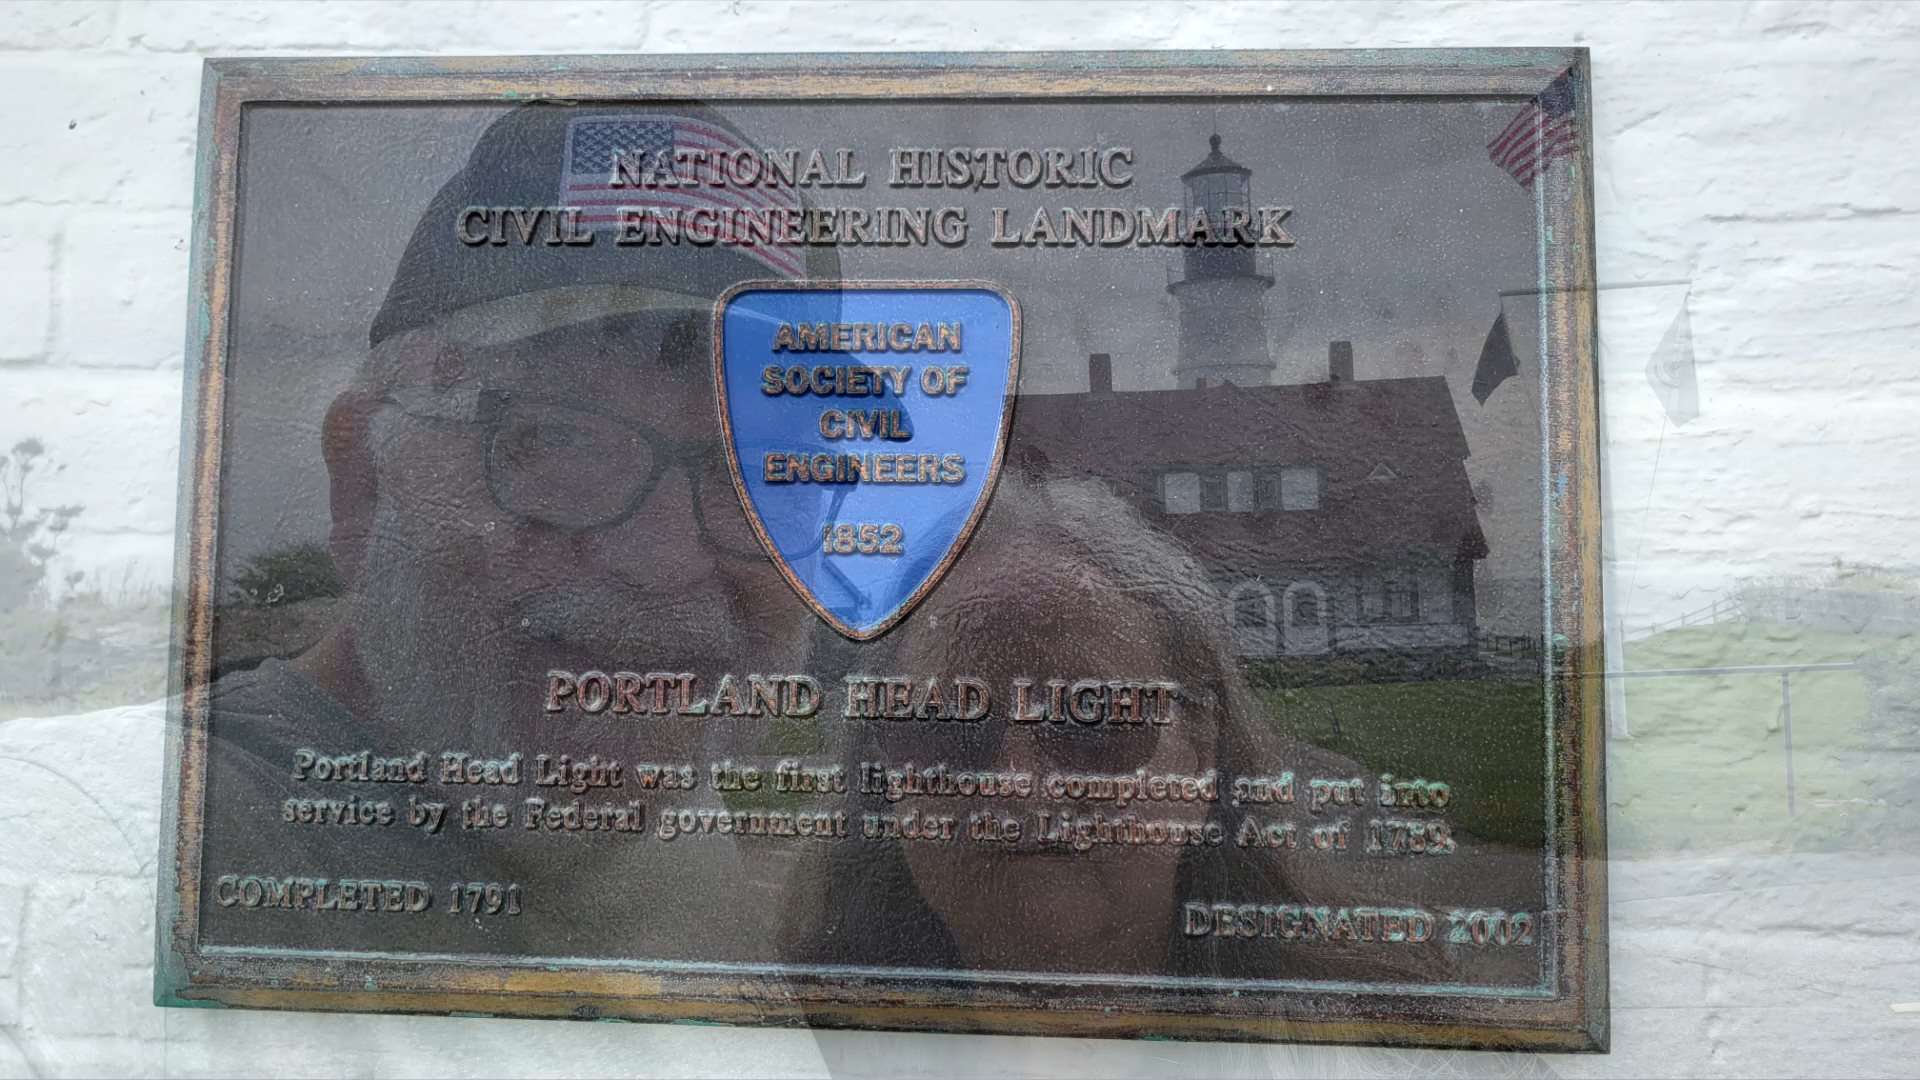 NATIONAL HISTORIC
CIVIL ENGINEERING LANDMARK
AMERICAN
SOCIETY OF
CIVIL
ENGINEERS
1852
PORTLAND HEAD LIGHT
Portland Head Light was the first lighthouse completed and put into
service by the Federal government under the Lighthouse Act of 1789.
COMPLETED 1791
DESIGNATED 2002